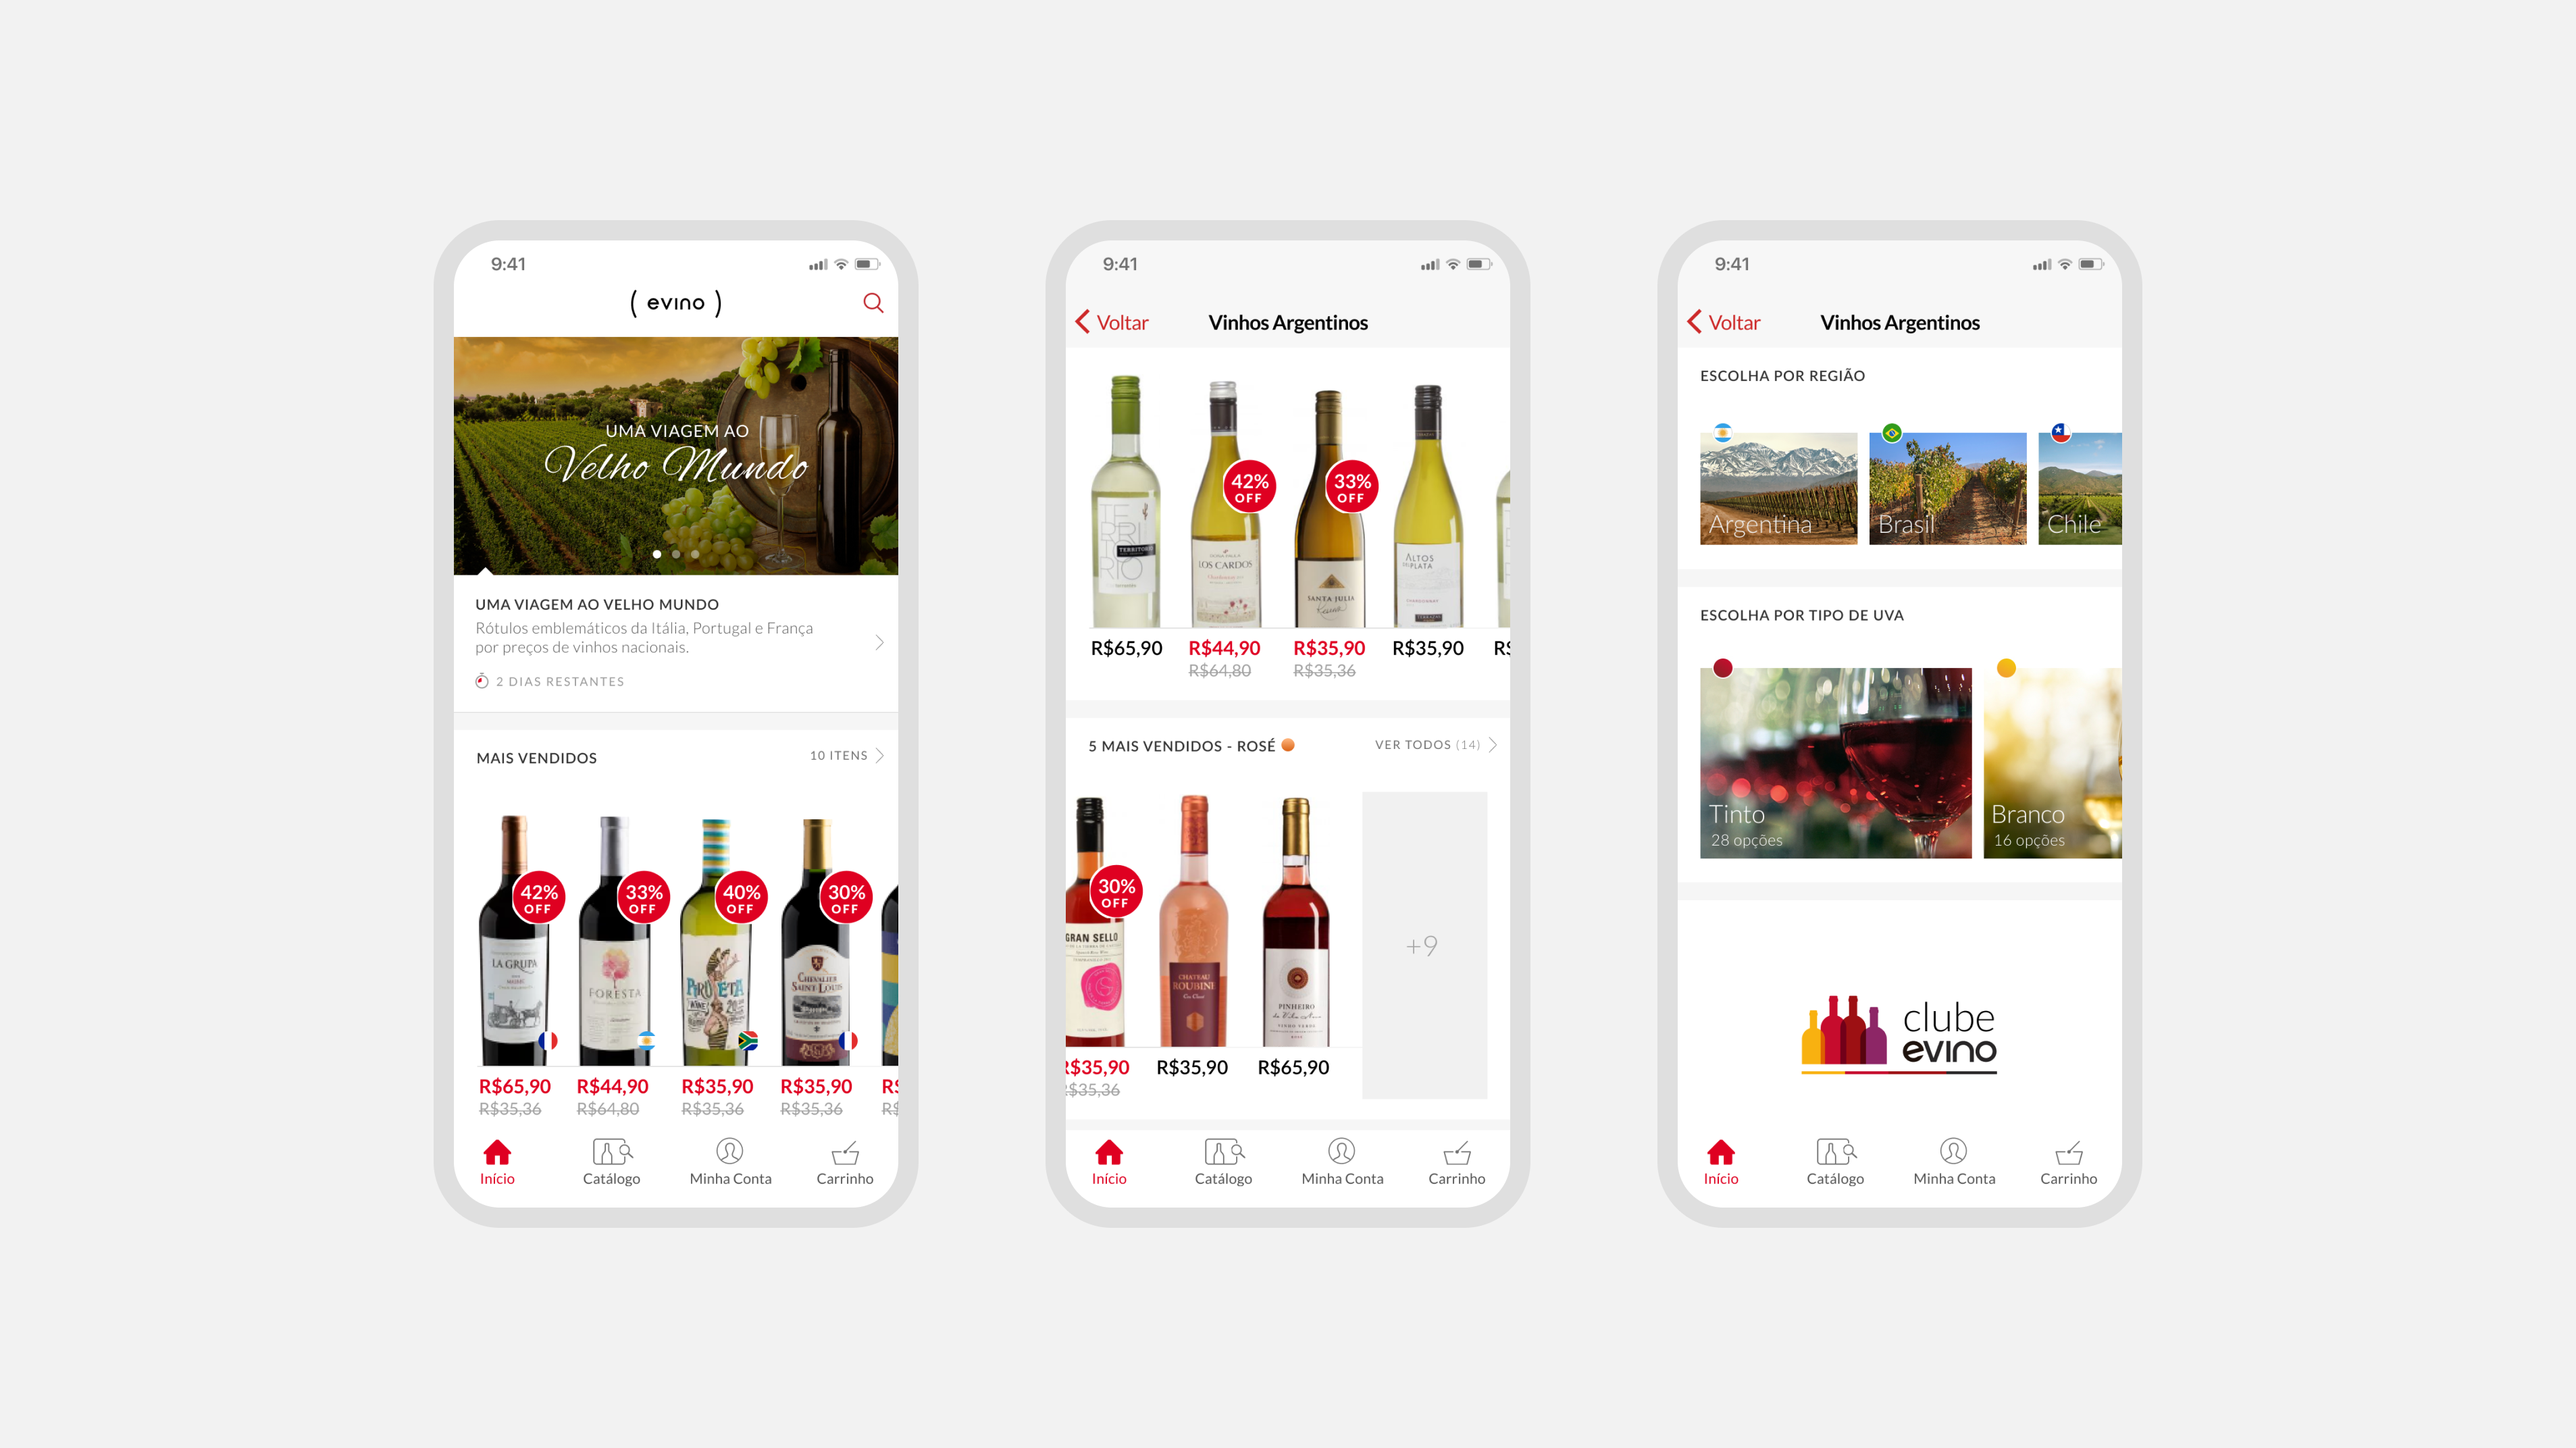 9:41
( evino )
UMA VIAGEM AO
Velho Mundo
UMA VIAGEM AO VELHO MUNDO
Rótulos emblemáticos da Itália, Portugal e França
por preços de vinhos nacionais.
2 DIAS RESTANTES
MAIS VENDIDOS
10 ITENS
42% OFF
33% OFF
40% OFF
30% OFF
LA GRUPA
FORESTA
PIRUETA
CHEVALIER
SAINT-LOUIS
R$65,90 R$44,90 R$35,90 R$35,90 R$
R$35,36 R$64,80 R$35,36 R$35,36 R$
Início Catálogo Minha Conta Carrinho
9:41
Voltar Vinhos Argentinos
42% OFF
33% OFF
TERRITORIO
LOS CARDOS
SANTA JULIA
Reserva
ALTOS
DEL PLATA
R$65,90 R$44,90 R$35,90 R$35,90 R$
R$64,80 R$35,36
5 MAIS VENDIDOS - ROSÉ
VER TODOS (14)
30% OFF
GRAN SELLO
CHATEAU
ROUBINE
PINHEIRO
VINHO VERDE
+9
R$35,90 R$35,90 R$65,90
R$35,36
Início Catálogo Minha Conta Carrinho
9:41
Voltar Vinhos Argentinos
ESCOLHA POR REGIÃO
Argentina Brasil Chile
ESCOLHA POR TIPO DE UVA
Tinto
28 opções
Branco
16 opções
clube
evino
Início Catálogo Minha Conta Carrinho